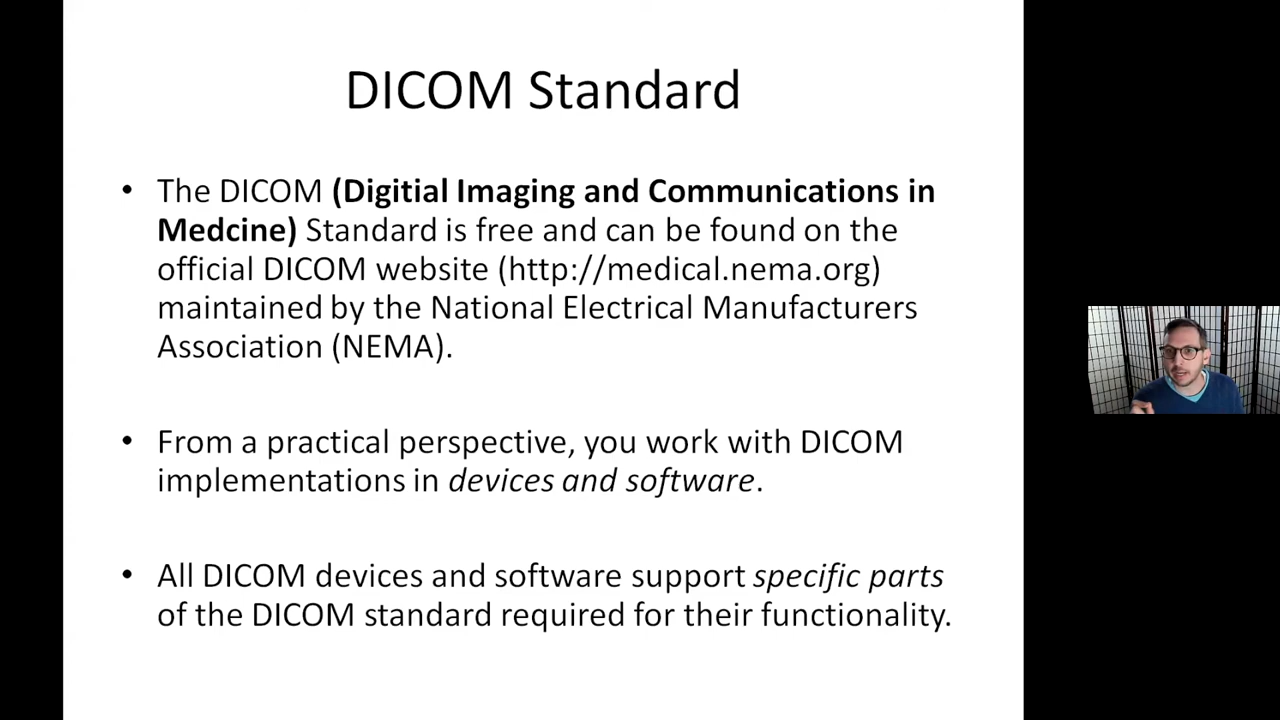 DICOM Standard
• The DICOM (Digitial Imaging and Communications in
Medcine) Standard is free and can be found on the
official DICOM website (http://medical.nema.org)
maintained by the National Electrical Manufacturers
Association (NEMA).
• From a practical perspective, you work with DICOM
implementations in devices and software.
• All DICOM devices and software support specific parts
of the DICOM standard required for their functionality.